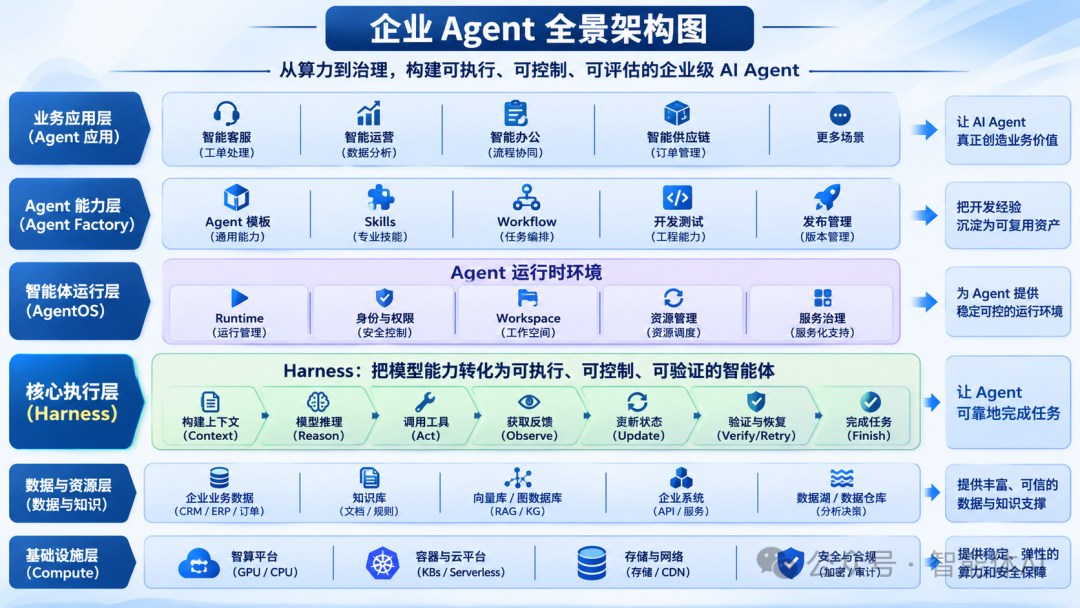 企业 Agent 全景架构图
从算力到治理，构建可执行、可控制、可评估的企业级 AI Agent
业务应用层
（Agent 应用）
智能客服
（工单处理）
智能运营
（数据分析）
智能办公
（流程协同）
智能供应链
（订单管理）
更多场景
让 AI Agent
真正创造业务价值
Agent 能力层
（Agent Factory）
Agent 模板
（通用能力）
Skills
（专业技能）
Workflow
（任务编排）
开发测试
（工程能力）
发布管理
（版本管理）
把开发经验
沉淀为可复用资产
智能体运行层
（AgentOS）
Agent 运行时环境
Runtime
（运行管理）
身份与权限
（安全控制）
Workspace
（工作空间）
资源管理
（资源调度）
服务治理
（服务化支持）
为 Agent 提供
稳定可控的运行环境
核心执行层
（Harness）
Harness：把模型能力转化为可执行、可控制、可验证的智能体
构建上下文
（Context）
模型推理
（Reason）
调用工具
（Act）
获取反馈
（Observe）
新状态
（Update）
验证与恢复
（Verify/Retry）
完成任务
（Finish）
让 Agent
可靠地完成任务
数据与资源层
（数据与知识）
企业业务数据
（CRM / ERP / 订单）
知识库
（文档 / 规则）
向量库 / 图数据库
（RAG / KG）
企业系统
（API / 服务）
数据湖 / 数据仓库
（分析决策）
提供丰富、可信的
数据与知识支撑
基础设施层
（Compute）
智算平台
（GPU / CPU）
容器与云平台
（K8s / Serverless）
存储与网络
（存储 / CDN）
安全与合规
（加密 / 审计）
提供稳定、弹性的
算力和安全保障
公众号 · 智能体AI